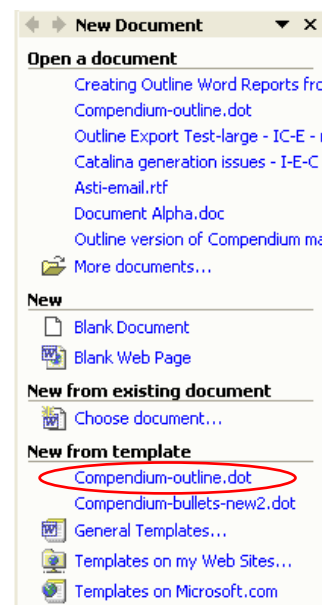 New Document
Open a document
Creating Outline Word Reports fro
Compendium-outline.dot
Outline Export Test-large - IC-E -
Catalina generation issues - I-E-C
Asti-email.rtf
Document Alpha.doc
Outline version of Compendium ma
More documents...
New
Blank Document
Blank Web Page
New from existing document
Choose document...
New from template
Compendium-outline.dot
Compendium-bullets-new2.dot
General Templates...
Templates on my Web Sites...
Templates on Microsoft.com